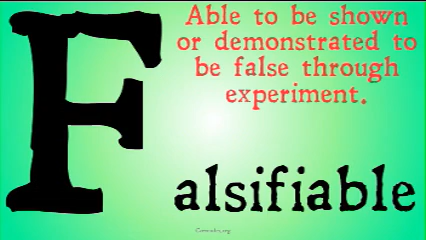 Able to be shown
or demonstrated to
be false through
experiment.
Falsifiable